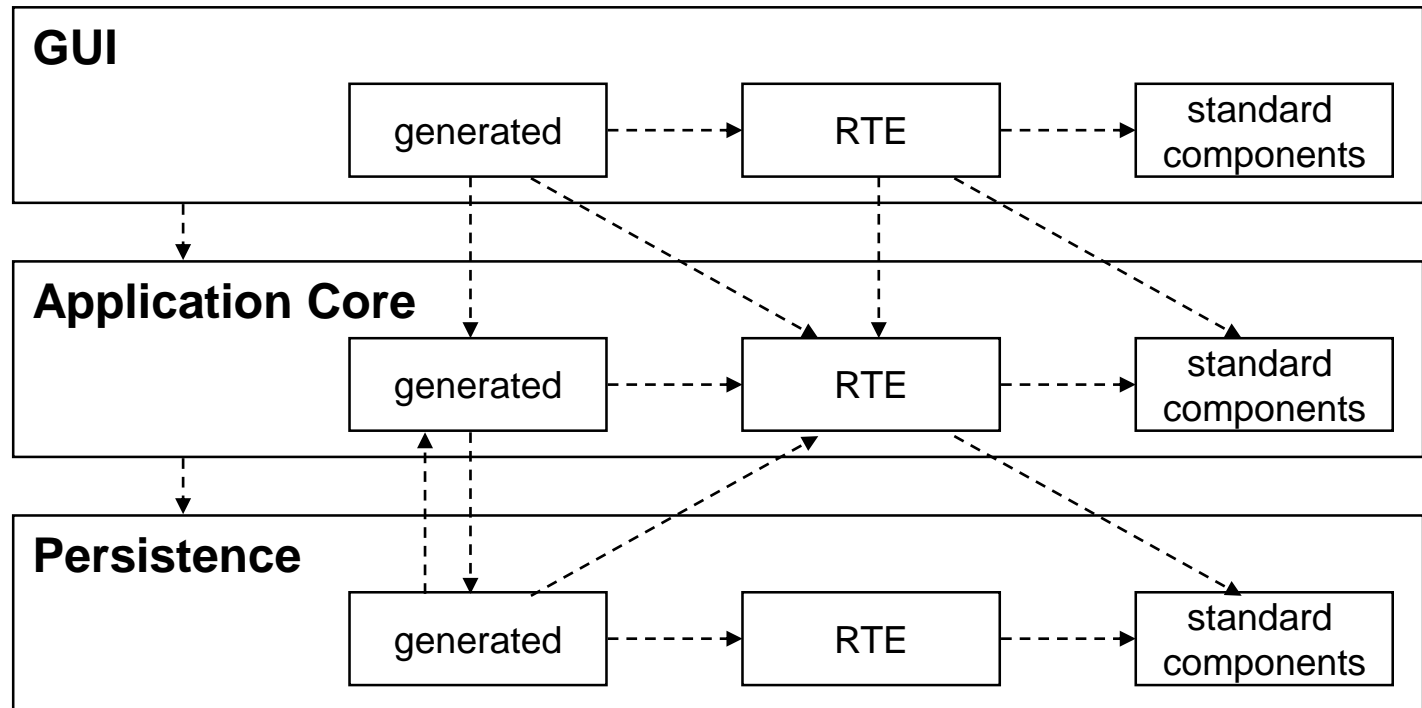 GUI
generated
RTE
standard
components
Application Core
generated
RTE
standard
components
Persistence
generated
RTE
standard
components